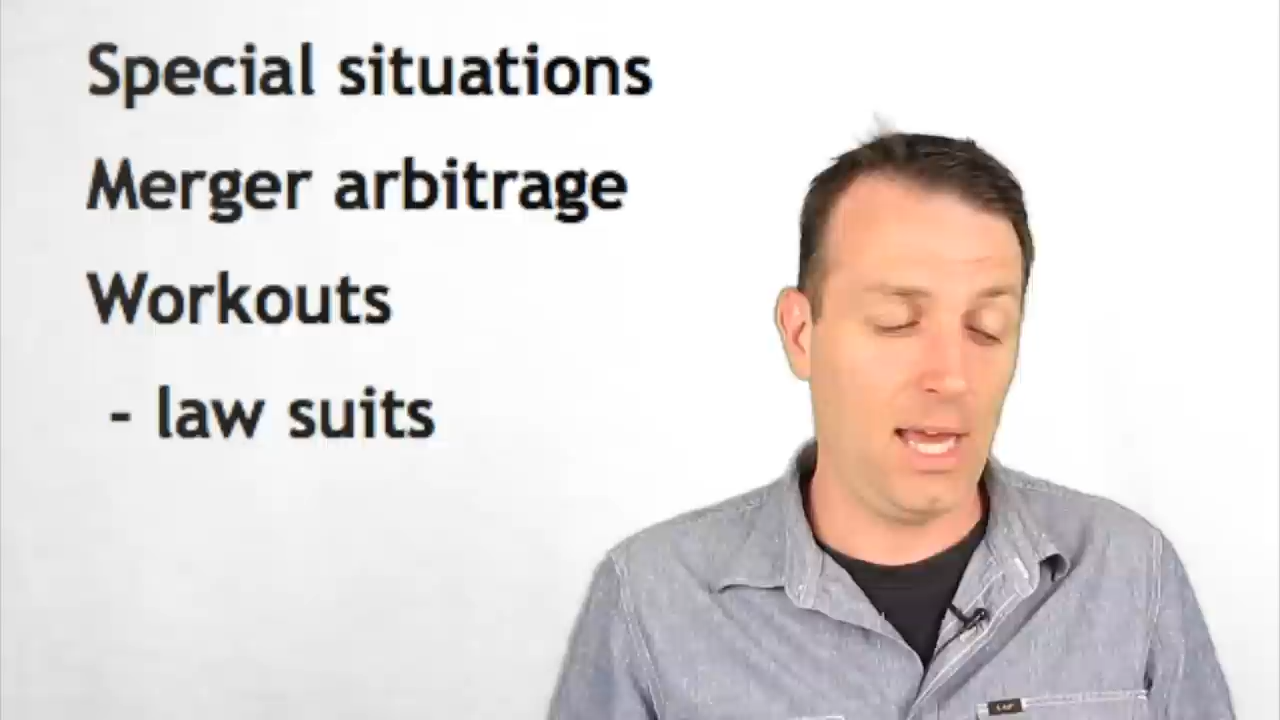 Special situations
Merger arbitrage
Workouts
- law suits